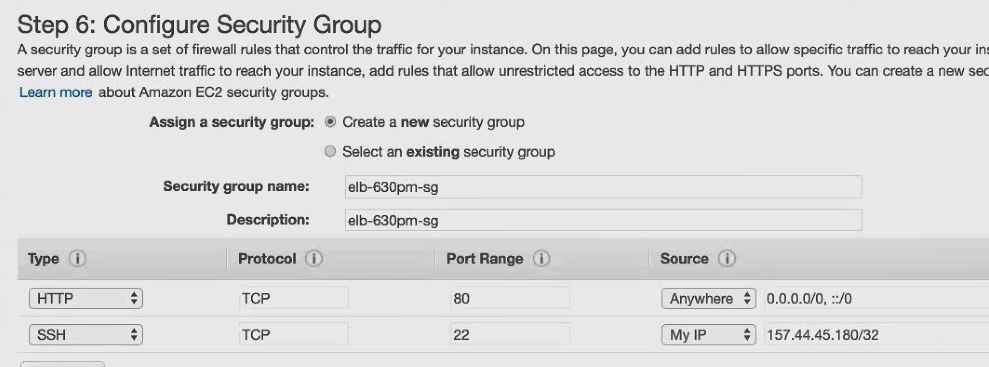 Step 6: Configure Security Group
A security group is a set of firewall rules that control the traffic for your instance. On this page, you can add rules to allow specific traffic to reach your
server and allow Internet traffic to reach your instance, add rules that allow unrestricted access to the HTTP and HTTPS ports. You can create a new
Learn more about Amazon EC2 security groups.
Assign a security group: Create a new security group
Select an existing security group
Security group name: elb-630pm-sg
Description: elb-630pm-sg
Type Protocol Port Range Source
HTTP TCP 80 Anywhere 0.0.0.0/0, ::/0
SSH TCP 22 My IP 157.44.45.180/32